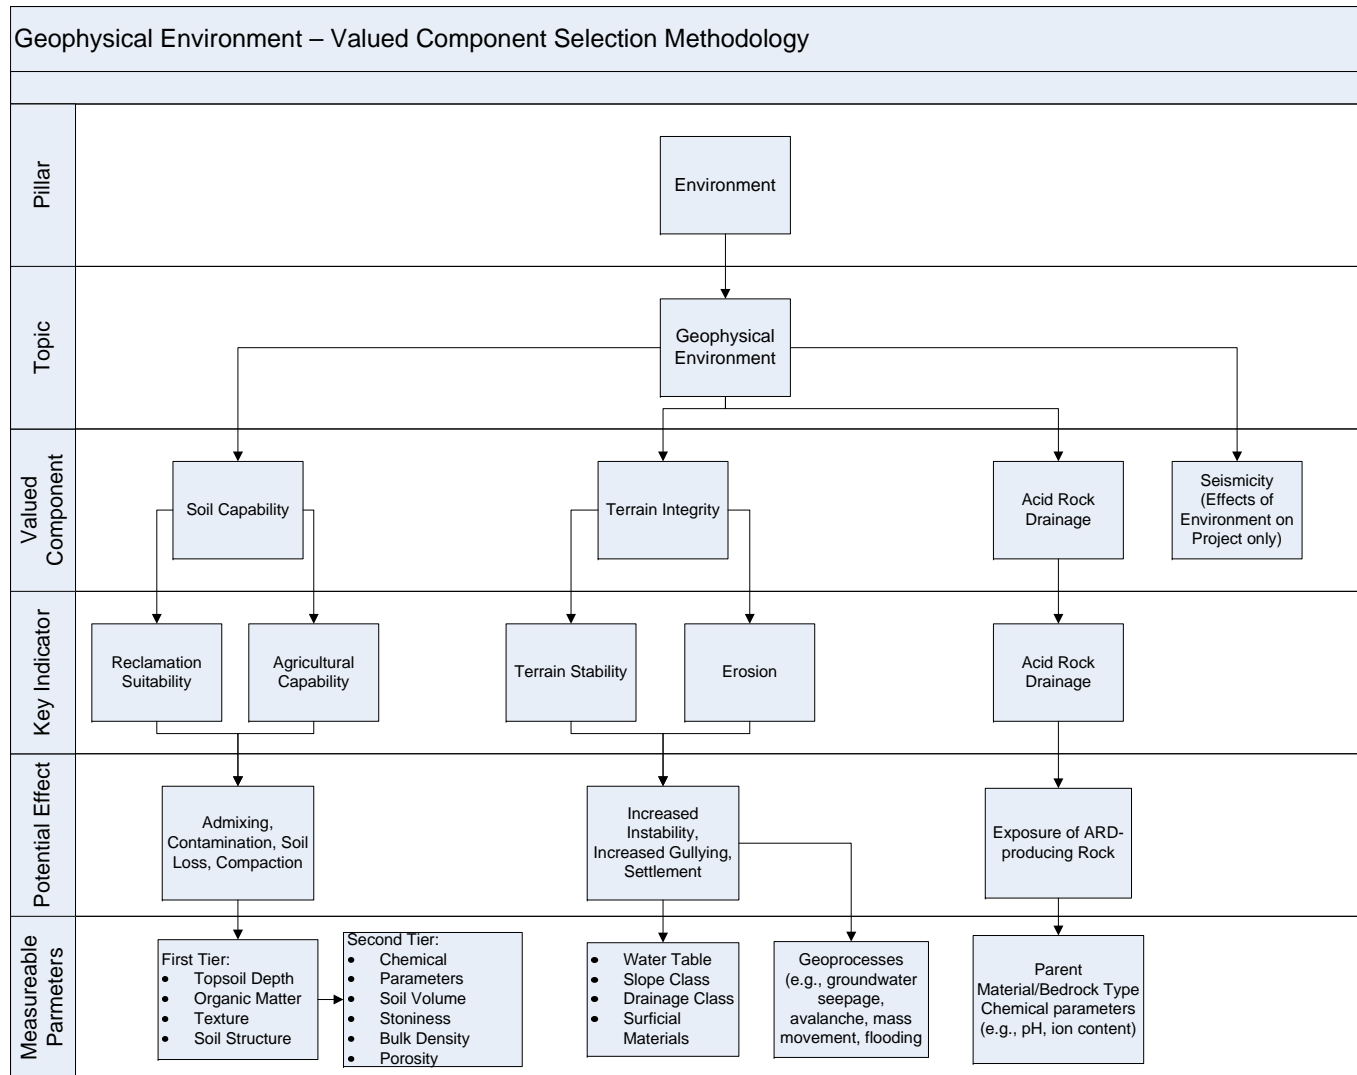 Geophysical Environment – Valued Component Selection Methodology
Pillar
Environment
Topic
Geophysical
Environment
Valued
Component
Soil Capability
Terrain Integrity
Acid Rock
Drainage
Seismicity
(Effects of
Environment on
Project only)
Key Indicator
Reclamation
Suitability
Agricultural
Capability
Terrain Stability
Erosion
Acid Rock
Drainage
Potential Effect
Admixing,
Contamination, Soil
Loss, Compaction
Increased
Instability,
Increased Gullying,
Settlement
Exposure of ARD-
producing Rock
Measureable
Parmeters
First Tier:
• Topsoil Depth
• Organic Matter
• Texture
• Soil Structure
Second Tier:
• Chemical
• Parameters
• Soil Volume
• Stoniness
• Bulk Density
• Porosity
• Water Table
• Slope Class
• Drainage Class
• Surficial
Materials
Geoprocesses
(e.g., groundwater
seepage,
avalanche, mass
movement, flooding
Parent
Material/Bedrock Type
Chemical parameters
(e.g., pH, ion content)